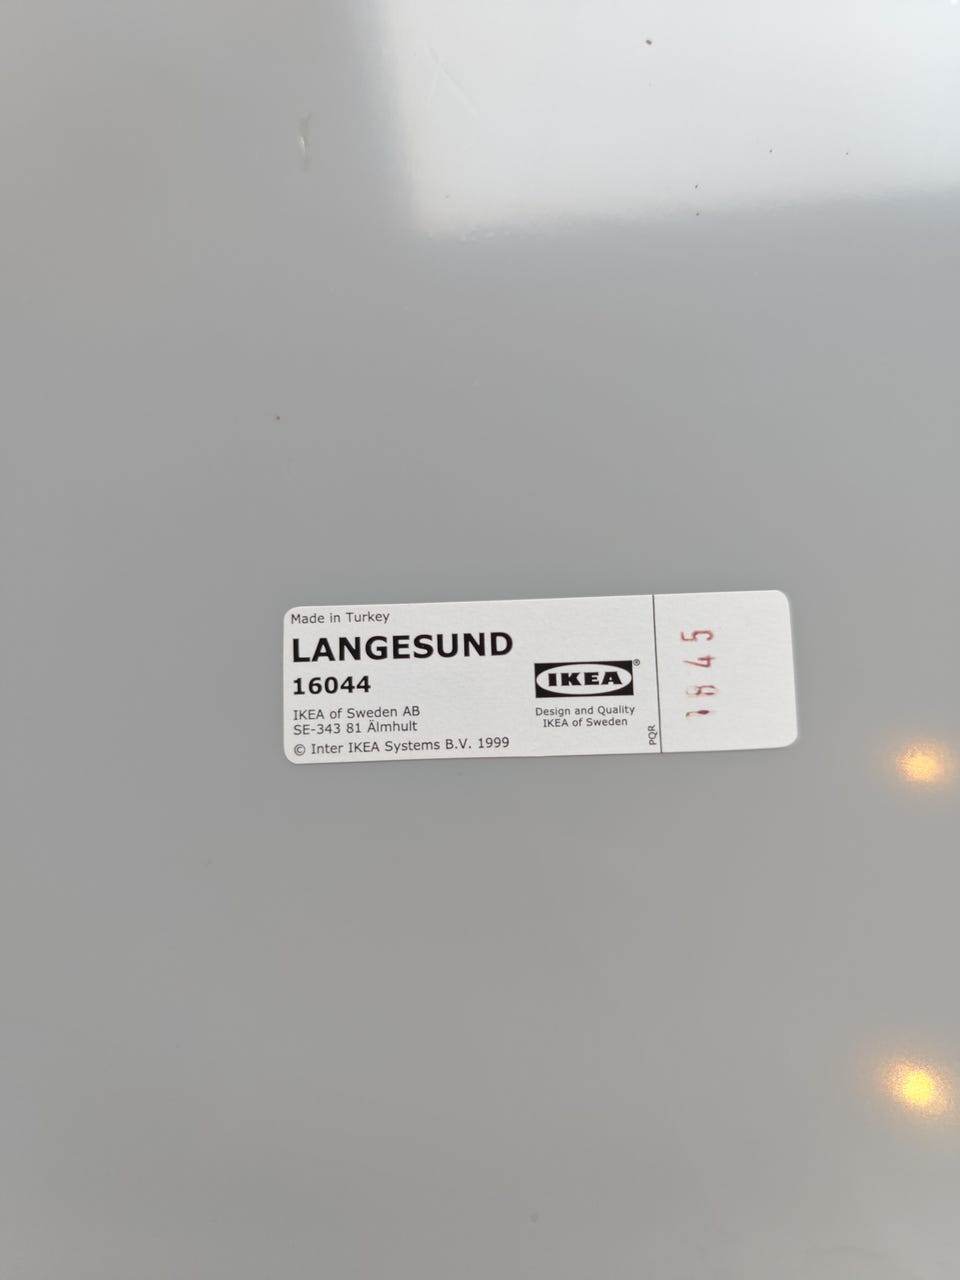 Made in Turkey
LANGESUND
16044
IKEA of Sweden AB
SE-343 81 Älmhult
© Inter IKEA Systems B.V. 1999
IKEA®
Design and Quality
IKEA of Sweden
PQR
1845